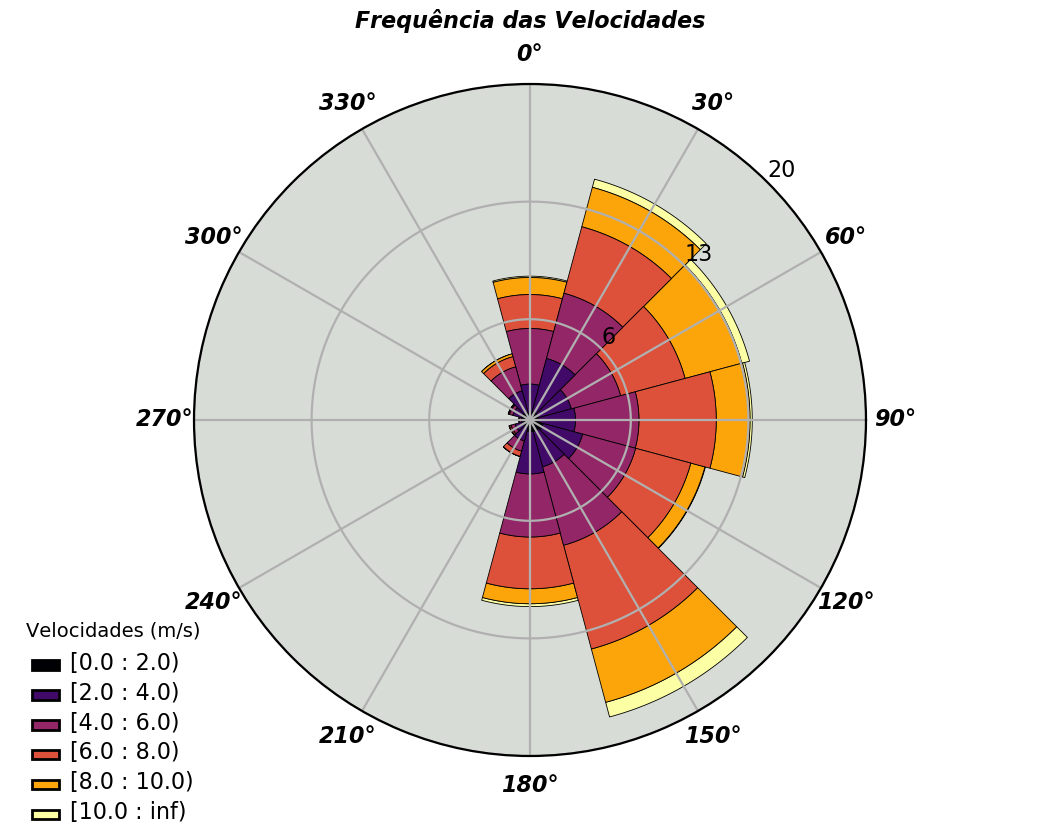 Frequência das Velocidades
0°
330°
30°
20
300°
60°
13
6
270°
90°
240°
120°
210°
150°
180°
Velocidades (m/s)
[0.0 : 2.0)
[2.0 : 4.0)
[4.0 : 6.0)
[6.0 : 8.0)
[8.0 : 10.0)
[10.0 : inf)